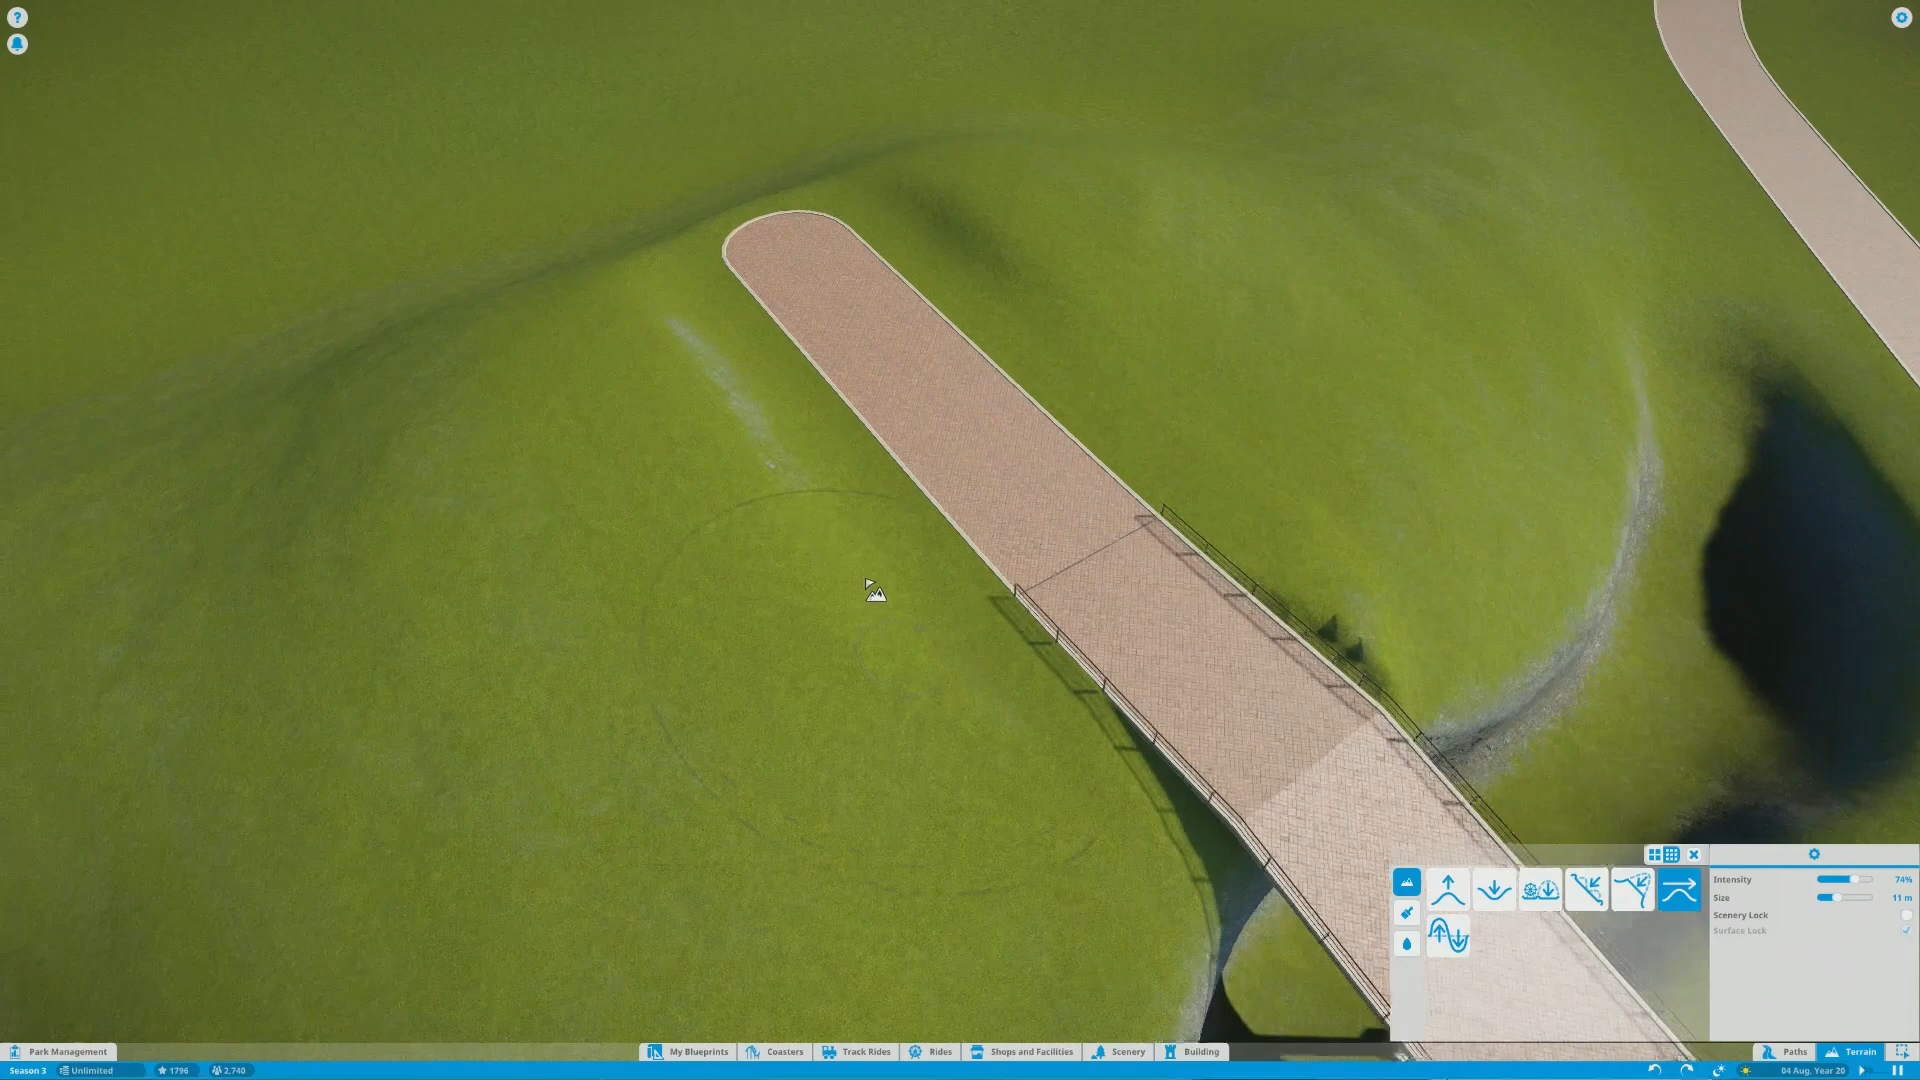 ?
Intensity 74%
Size 11 m
Scenery Lock
Surface Lock
Park Management
My Blueprints
Coasters
Track Rides
Rides
Shops and Facilities
Scenery
Building
Paths
Terrain
Season 3
Unlimited
1796
2,740
04 Aug, Year 20